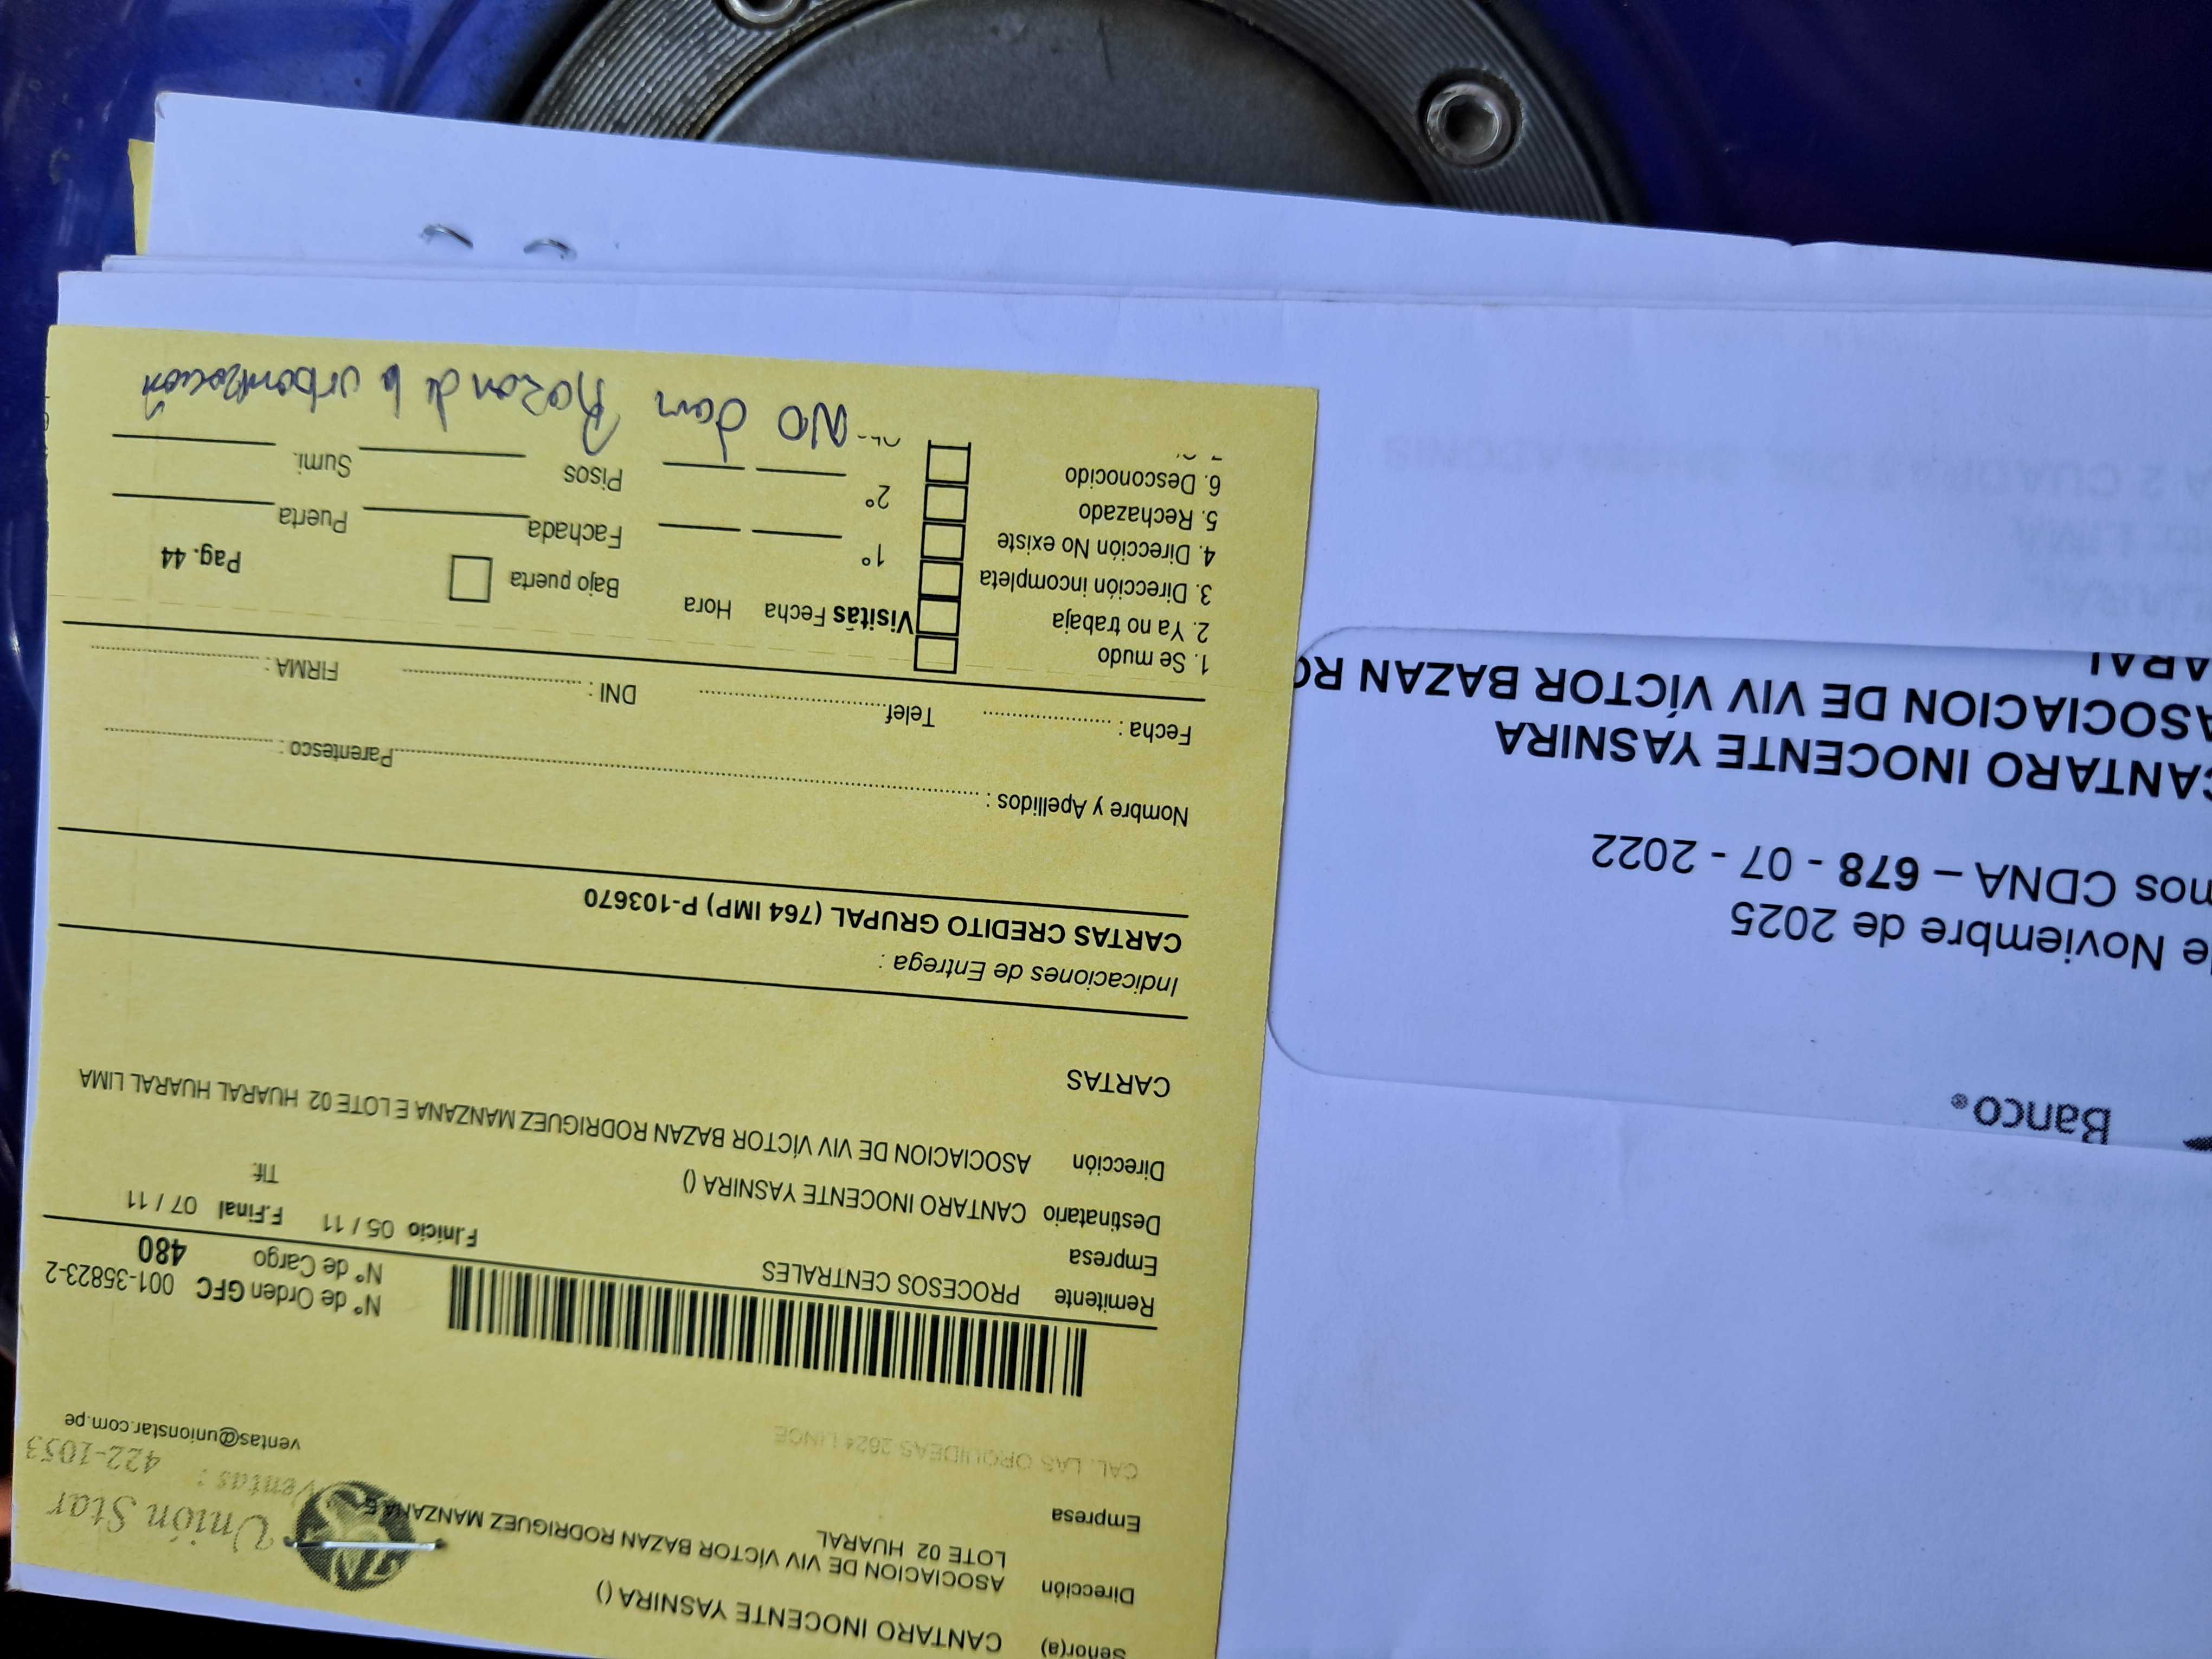 Señor(a) CANTARO INOCENTE YASNIRA ()
Dirección ASOCIACION DE VIV VÍCTOR BAZAN RODRIGUEZ MANZANA E
LOTE 02 HUARAL
Empresa
CAL. LAS ORQUIDEAS 2624 LINCE
Unión Star
Ventas : 422-1053
ventas@unionstar.com.pe
N° de Orden GFC 001-35823-2
N° de Cargo 480
Remitente PROCESOS CENTRALES
Empresa
F.Inicio 05 / 11 F.Final 07 / 11
Destinatario CANTARO INOCENTE YASNIRA ()
Tlf:
Dirección ASOCIACION DE VIV VÍCTOR BAZAN RODRIGUEZ MANZANA E LOTE 02 HUARAL HUARAL LIMA
CARTAS
Indicaciones de Entrega :
CARTAS CREDITO GRUPAL (764 IMP) P-103670
Nombre y Apellidos : Parentesco :
Fecha : Telef. DNI : FIRMA :
1. Se mudo
2. Ya no trabaja
3. Dirección incompleta
4. Dirección No existe
5. Rechazado
6. Desconocido
Visitas Fecha Hora
1°
2°
Bajo puerta
Pag. 44
Fachada Puerta
Pisos Sumi.
NO dan Razon de la urbanización
Banco
e Noviembre de 2025
nos CDNA – 678 - 07 - 2022
CANTARO INOCENTE YASNIRA
ASOCIACION DE VIV VÍCTOR BAZAN RO
ARAL